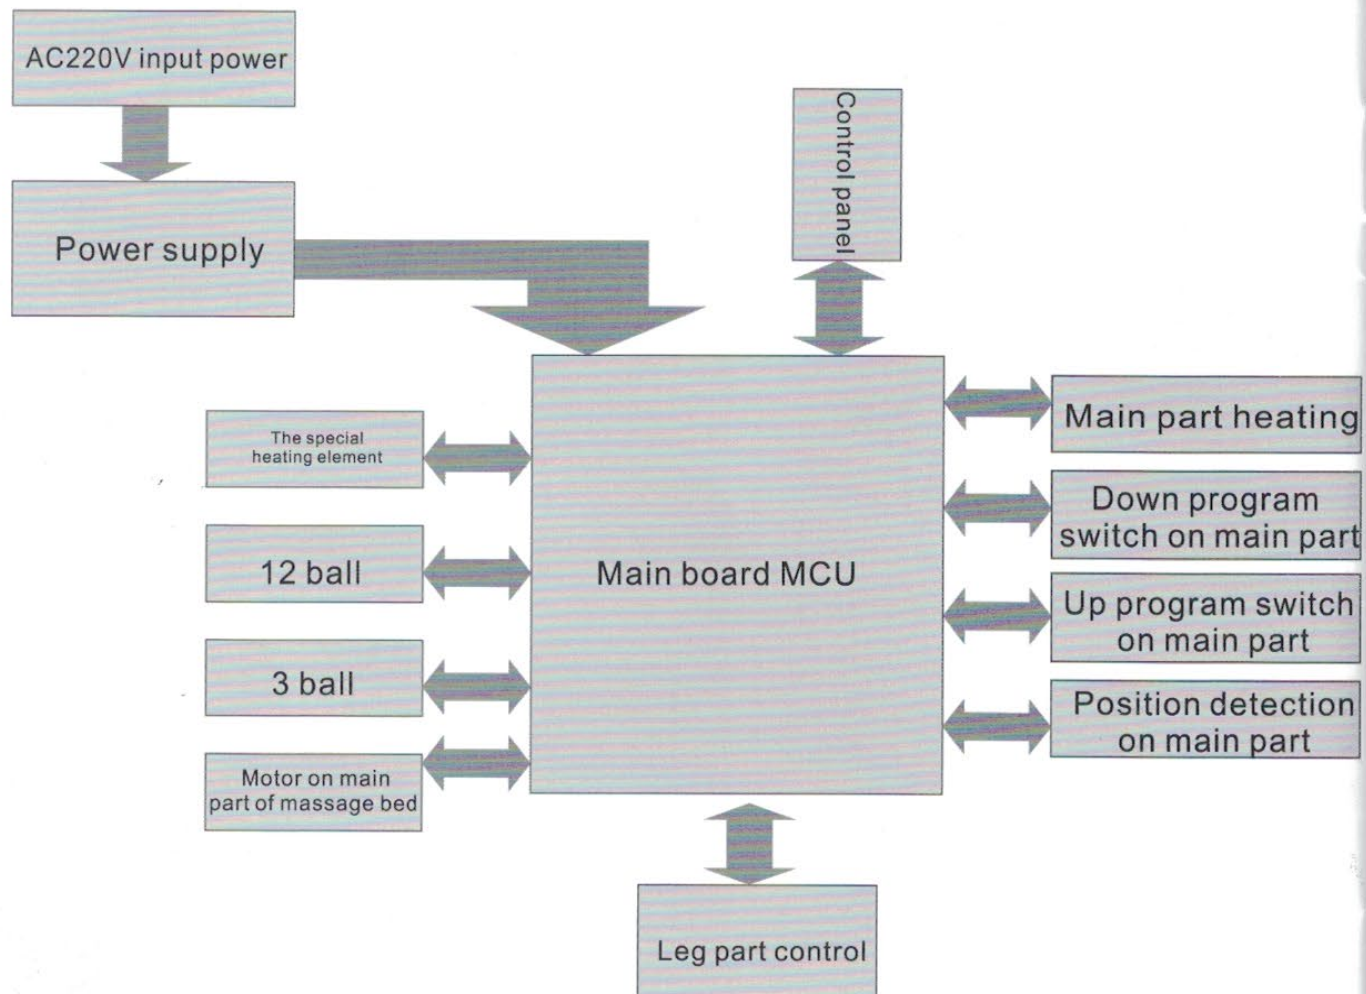 AC220V input power
Power supply
Control panel
The special
heating element
12 ball
3 ball
Motor on main
part of massage bed
Main board MCU
Main part heating
Down program
switch on main part
Up program switch
on main part
Position detection
on main part
Leg part control